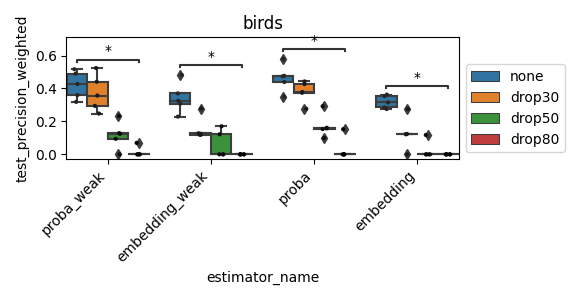 birds
test_precision_weighted
0.6
0.4
0.2
0.0
*
*
*
*
none
drop30
drop50
drop80
proba_weak
embedding_weak
proba
embedding
estimator_name